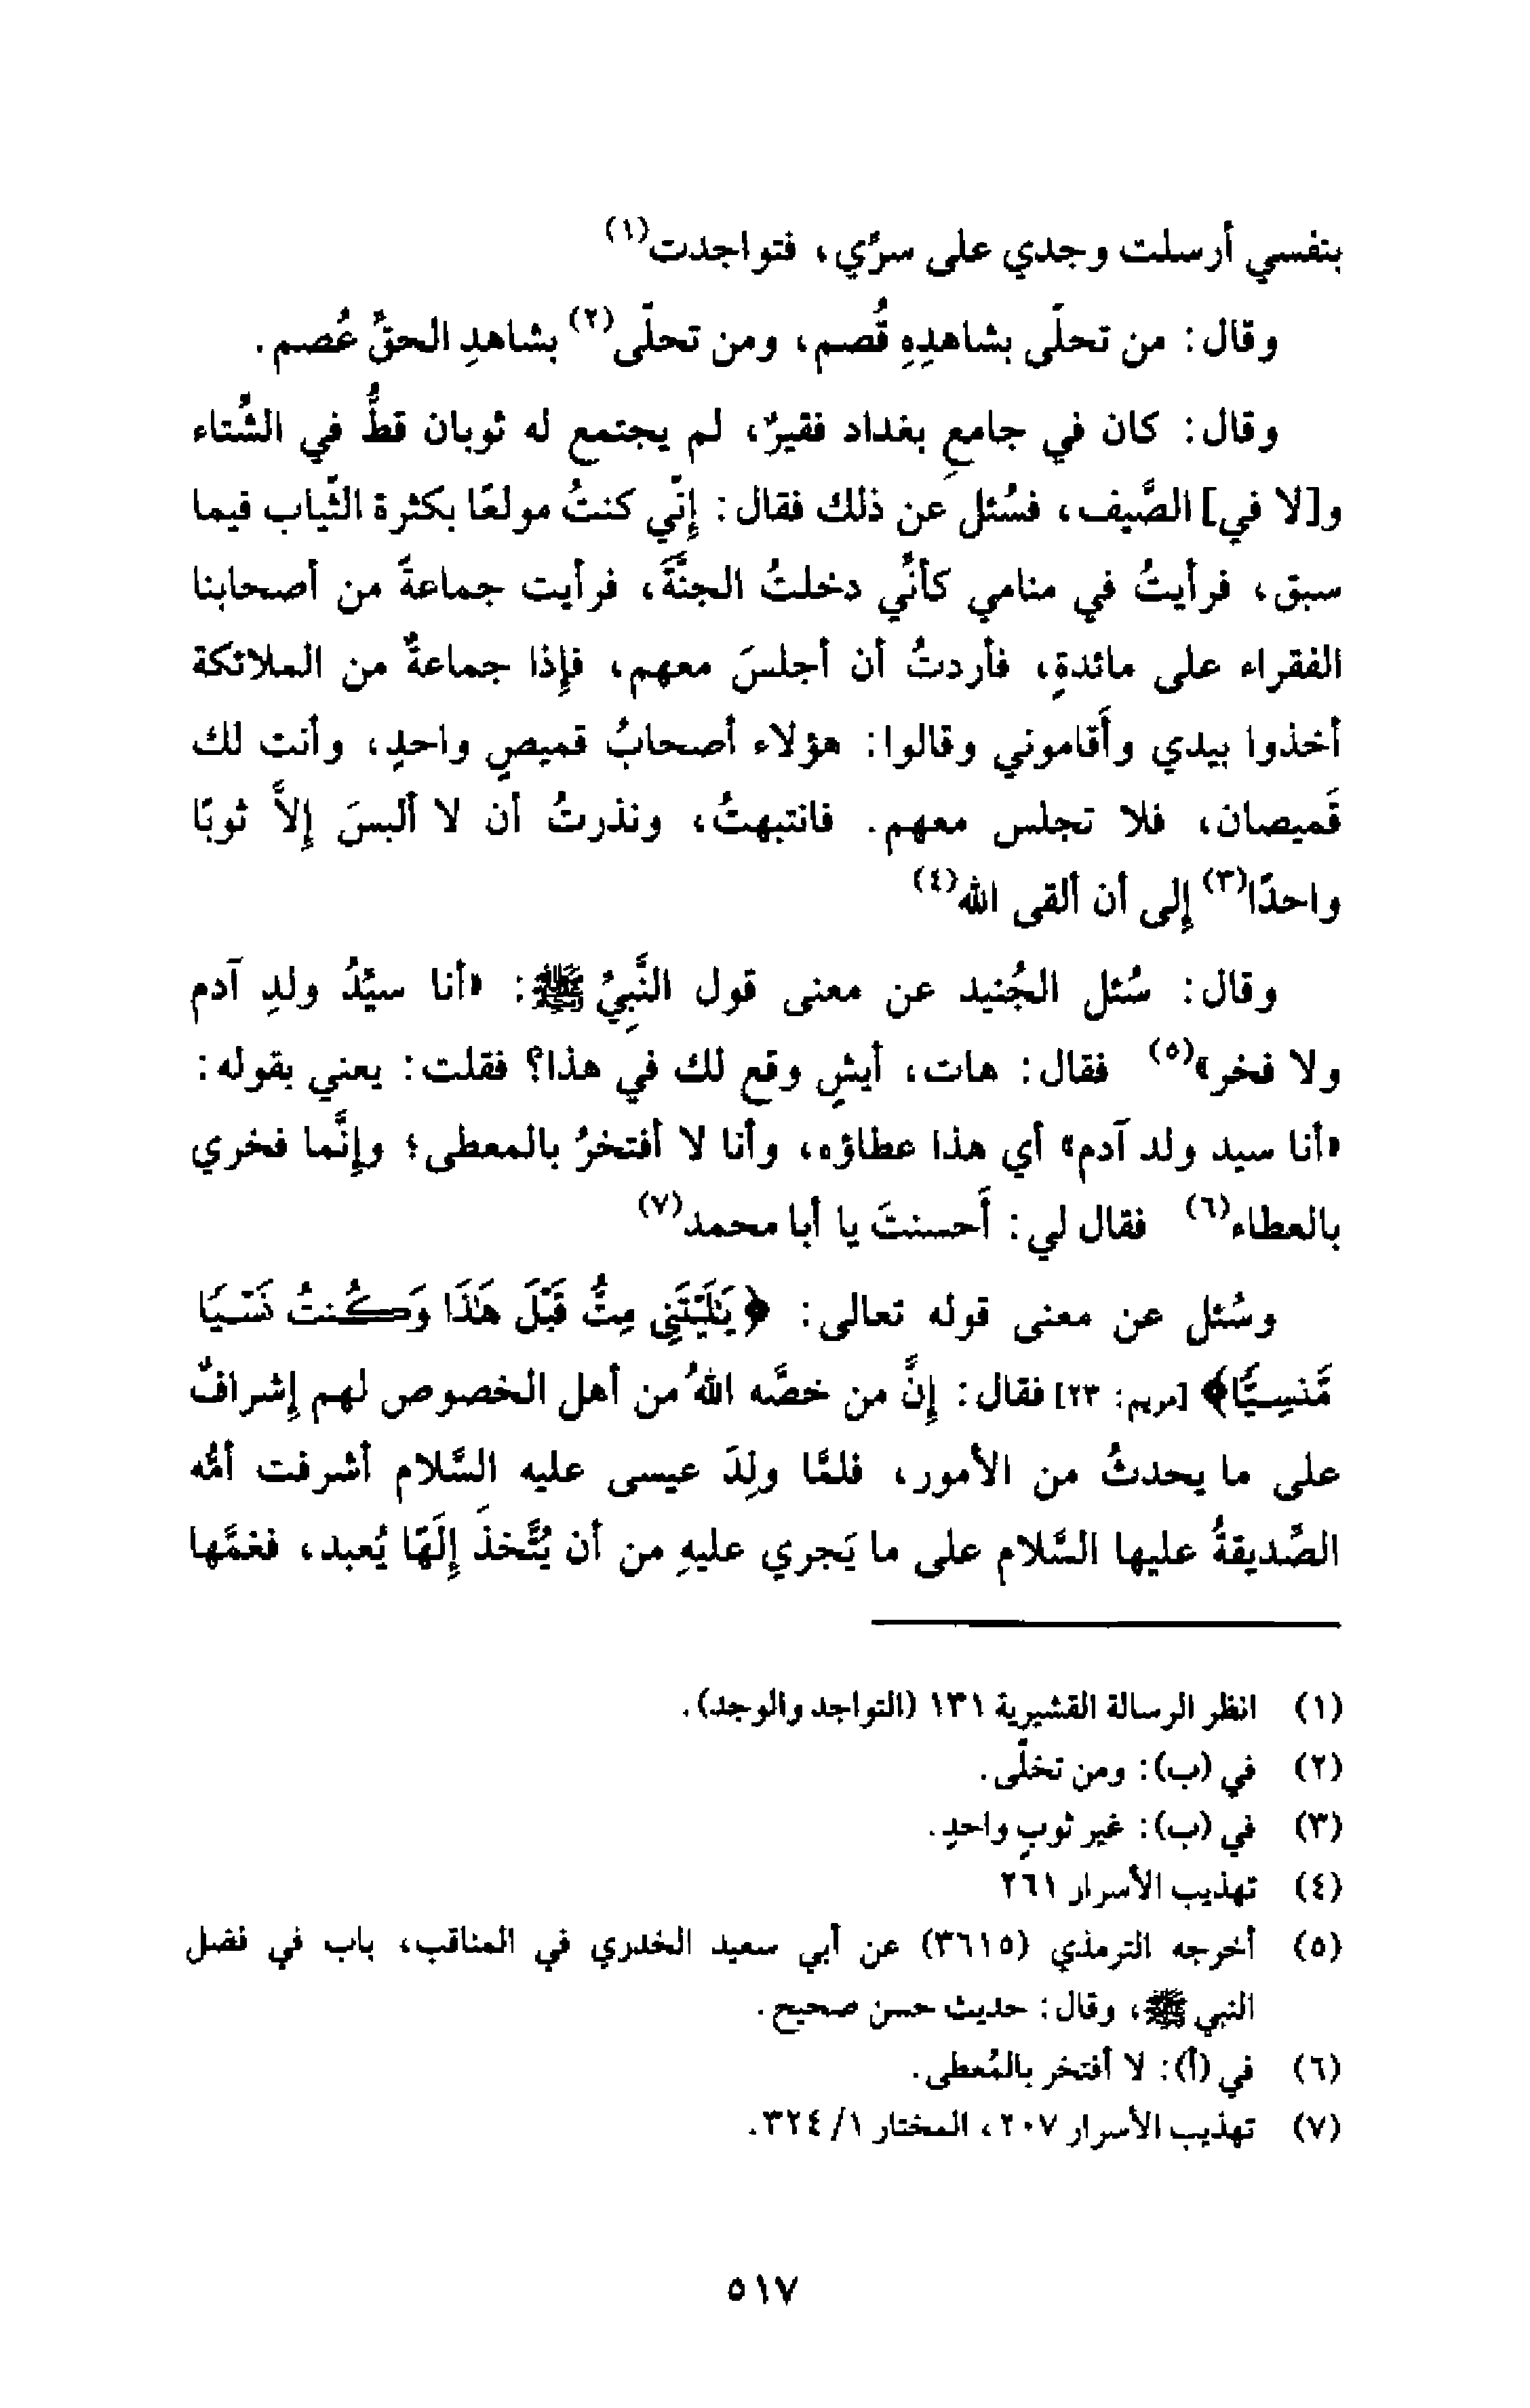 بنفسي أرسلت وجدي على سرّي، فتواجدت(١)
وقال: من تحلّى بشاهدِهِ قُصم، ومن تحلّى(٢) بشاهدِ الحقِّ عُصم.
وقال: كان في جامعِ بغداد فقيرٌ، لم يجتمع له ثوبان قطُّ في الشّتاء
و[لا في] الصَّيف، فسُئل عن ذلك فقال: إنّي كنتُ مولعًا بكثرة الثّياب فيما
سبق، فرأيتُ في منامي كأنّي دخلتُ الجنَّةَ، فرأيت جماعةً من أصحابنا
الفقراء على مائدةٍ، فأردتُ أن أجلسَ معهم، فإذا جماعةٌ من الملائكة
أخذوا بيدي وأَقاموني وقالوا: هؤلاء أصحابُ قميصٍ واحدٍ، وأنت لك
قَميصان، فلا تجلس معهم. فانتبهتُ، ونذرتُ أن لا ألبسَ إلاَّ ثوبًا
واحدًا(٣) إلى أن ألقى الله(٤)
وقال: سُئل الجُنيد عن معنى قول النَّبيِّ ﷺ: «أنا سيِّدُ ولدِ آدم
ولا فخر»(٥) فقال: هات، أيشٍ وقع لك في هذا؟ فقلت: يعني بقوله:
«أنا سيد ولد آدم» أي هذا عطاؤه، وأنا لا أفتخرُ بالمعطى؛ وإنَّما فخري
بالعطاء(٦) فقال لي: أَحسنتَ يا أبا محمد(٧)
وسُئل عن معنى قوله تعالى: ﴿يَٰلَيْتَنِى مِتُّ قَبْلَ هَٰذَا وَكُنتُ نَسْيًا
مَّنسِيًّا﴾ [مريم: ٢٣] فقال: إنَّ من خصَّه اللهُ من أهل الخصوص لهم إشرافٌ
على ما يحدثُ من الأمور، فلمَّا ولِدَ عيسى عليه السَّلام أشرفت أمُّه
الصِّديقةُ عليها السَّلام على ما يَجري عليهِ من أن يُتَّخذَ إلَهًا يُعبد، فغمَّها
(١) انظر الرسالة القشيرية ١٣١ (التواجد والوجد).
(٢) في (ب): ومن تخلّى.
(٣) في (ب): غير ثوبٍ واحدٍ.
(٤) تهذيب الأسرار ٢٦١
(٥) أخرجه الترمذي (٣٦١٥) عن أبي سعيد الخدري في المناقب، باب في فضل
النبي ﷺ، وقال: حديث حسن صحيح.
(٦) في (أ): لا أفتخر بالمُعطى.
(٧) تهذيب الأسرار ٢٠٧، المختار ١/ ٣٢٤.
٥١٧